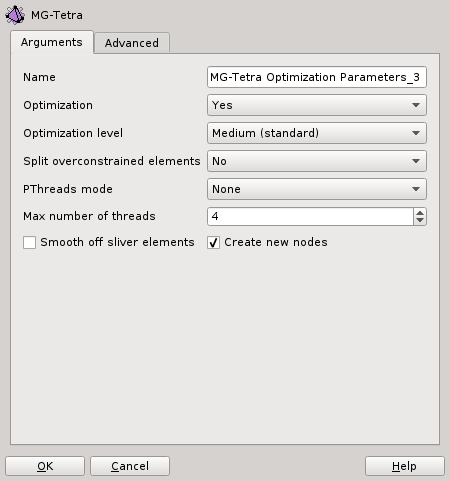 MG-Tetra
Arguments Advanced
Name MG-Tetra Optimization Parameters_3
Optimization Yes
Optimization level Medium (standard)
Split overconstrained elements No
PThreads mode None
Max number of threads 4
Smooth off sliver elements Create new nodes
OK Cancel Help